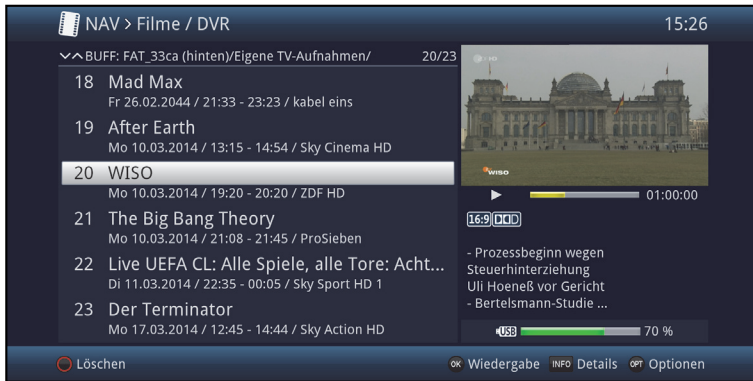 NAV > Filme / DVR 15:26
BUFF: FAT_33ca (hinten)/Eigene TV-Aufnahmen/ 20/23
18 Mad Max
Fr 26.02.2044 / 21:33 - 23:23 / kabel eins
19 After Earth
Mo 10.03.2014 / 13:15 - 14:54 / Sky Cinema HD
20 WISO
Mo 10.03.2014 / 19:20 - 20:20 / ZDF HD
21 The Big Bang Theory
Mo 10.03.2014 / 21:08 - 21:45 / ProSieben
22 Live UEFA CL: Alle Spiele, alle Tore: Acht...
Di 11.03.2014 / 22:35 - 00:05 / Sky Sport HD 1
23 Der Terminator
Mo 17.03.2014 / 12:45 - 14:44 / Sky Action HD
WISO
01:00:00
16:9
- Prozessbeginn wegen
Steuerhinterziehung
Uli Hoeneß vor Gericht
- Bertelsmann-Studie ...
USB 70 %
Löschen OK Wiedergabe INFO Details OPT Optionen